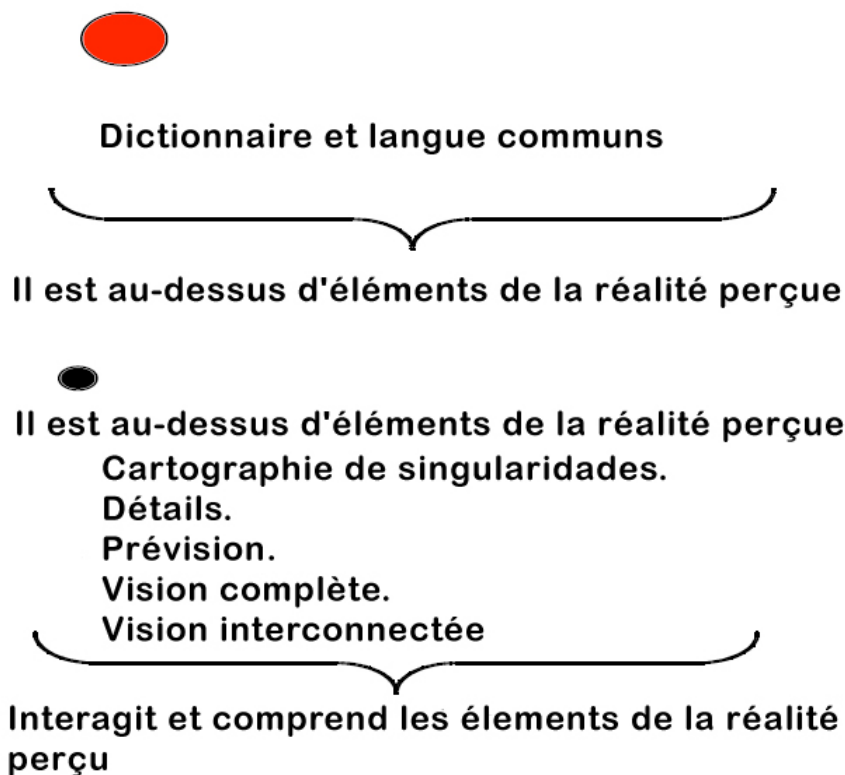 Dictionnaire et langue communs
Il est au-dessus d'éléments de la réalité perçue
Il est au-dessus d'éléments de la réalité perçue
Cartographie de singularidades.
Détails.
Prévision.
Vision complète.
Vision interconnectée
Interagit et comprend les élements de la réalité
perçu